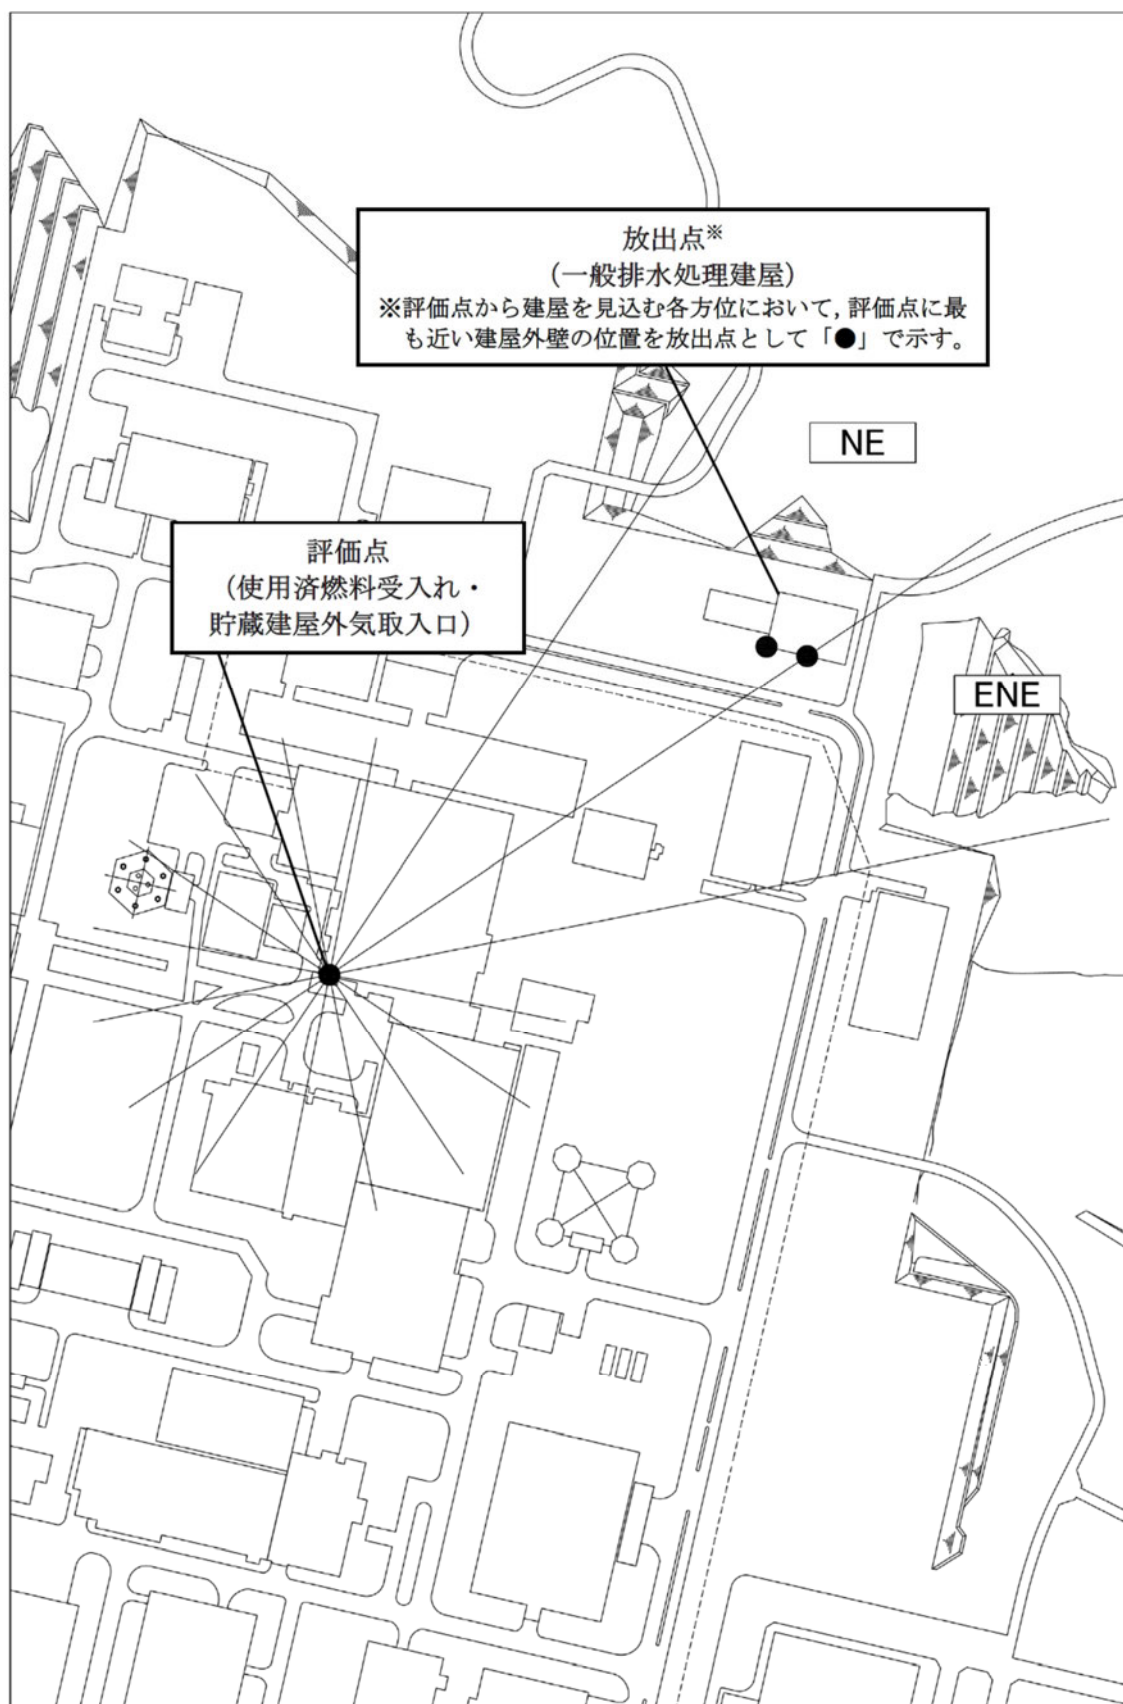 放出点※
（一般排水処理建屋）
※評価点から建屋を見込む各方位において，評価点に最
も近い建屋外壁の位置を放出点として「●」で示す。
NE
評価点
（使用済燃料受入れ・
貯蔵建屋外気取入口）
ENE